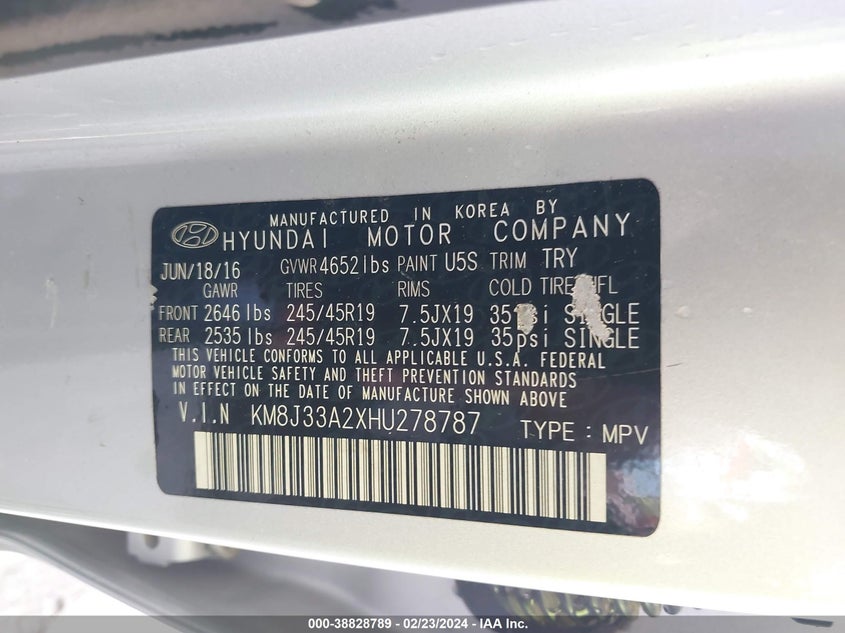 MANUFACTURED IN KOREA BY
HYUNDAI MOTOR COMPANY
JUN/18/16 GVWR 4652lbs PAINT U5S TRIM TRY
GAWR TIRES RIMS COLD TIRE INFL
FRONT 2646lbs 245/45R19 7.5JX19 35psi SINGLE
REAR 2535lbs 245/45R19 7.5JX19 35psi SINGLE
THIS VEHICLE CONFORMS TO ALL APPLICABLE U.S.A. FEDERAL
MOTOR VEHICLE SAFETY AND THEFT PREVENTION STANDARDS
IN EFFECT ON THE DATE OF MANUFACTURE SHOWN ABOVE
V.I.N KM8J33A2XHU278787 TYPE : MPV
000-38828789 - 02/23/2024 - IAA Inc.